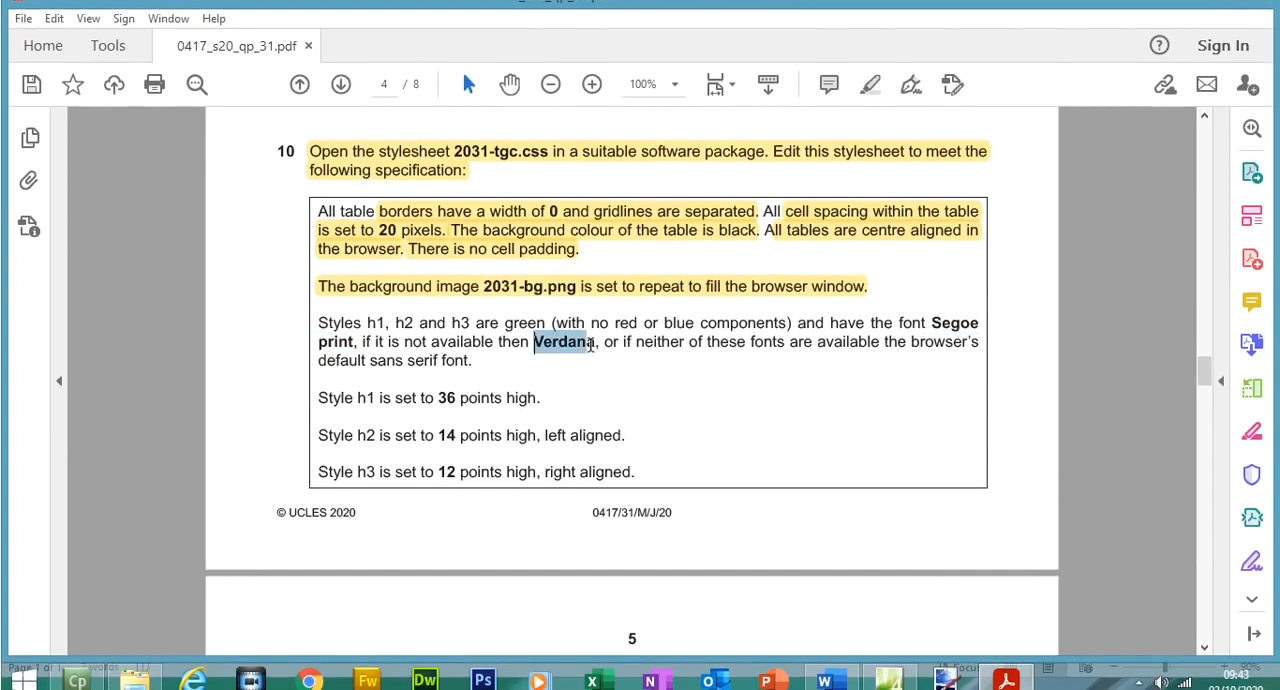 File Edit View Sign Window Help
Home Tools 0417_s20_qp_31.pdf × Sign In
4 / 8 100%
10 Open the stylesheet 2031-tgc.css in a suitable software package. Edit this stylesheet to meet the
following specification:
All table borders have a width of 0 and gridlines are separated. All cell spacing within the table
is set to 20 pixels. The background colour of the table is black. All tables are centre aligned in
the browser. There is no cell padding.
The background image 2031-bg.png is set to repeat to fill the browser window.
Styles h1, h2 and h3 are green (with no red or blue components) and have the font Segoe
print, if it is not available then Verdana, or if neither of these fonts are available the browser's
default sans serif font.
Style h1 is set to 36 points high.
Style h2 is set to 14 points high, left aligned.
Style h3 is set to 12 points high, right aligned.
© UCLES 2020 0417/31/M/J/20
5
Cp Fw Dw Ps 09:43